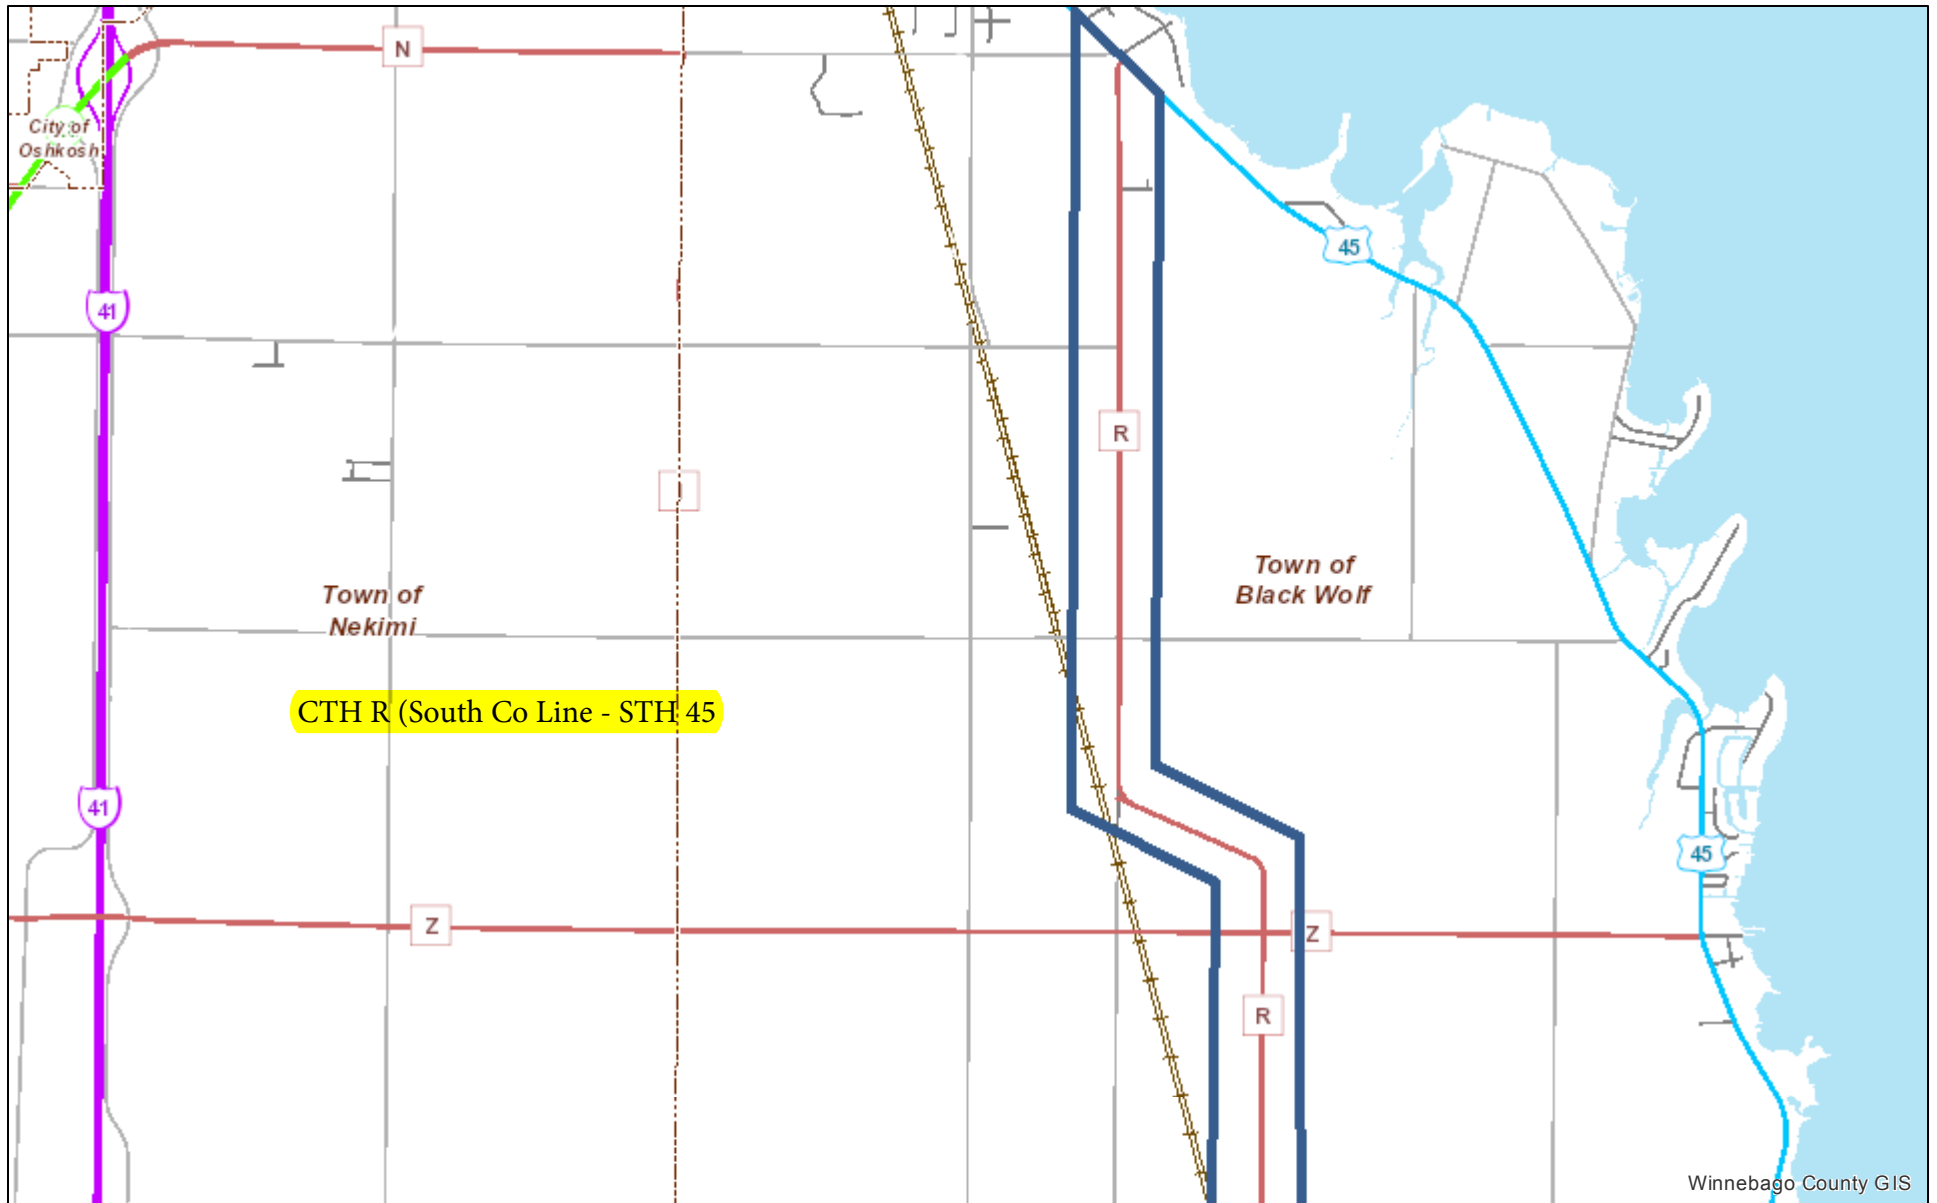 N
City of
Oshkosh
45
41
R
Town of
Black Wolf
Town of
Nekimi
CTH R (South Co Line - STH 45
41
45
Z
Z
R
Winnebago County GIS